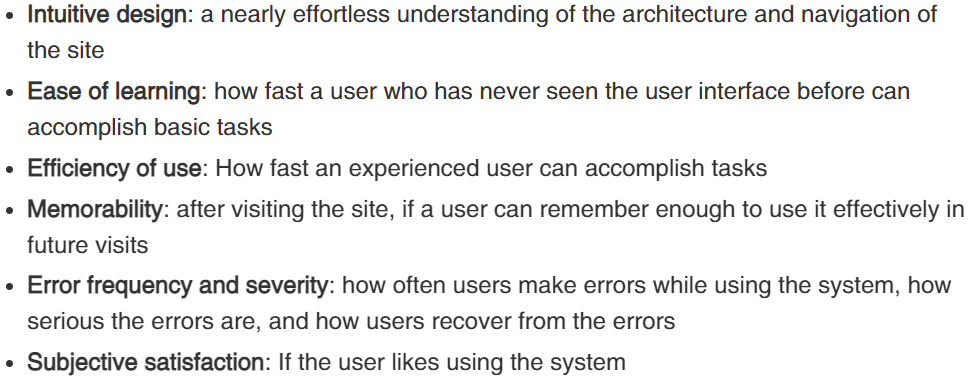 • Intuitive design: a nearly effortless understanding of the architecture and navigation of
the site
• Ease of learning: how fast a user who has never seen the user interface before can
accomplish basic tasks
• Efficiency of use: How fast an experienced user can accomplish tasks
• Memorability: after visiting the site, if a user can remember enough to use it effectively in
future visits
• Error frequency and severity: how often users make errors while using the system, how
serious the errors are, and how users recover from the errors
• Subjective satisfaction: If the user likes using the system